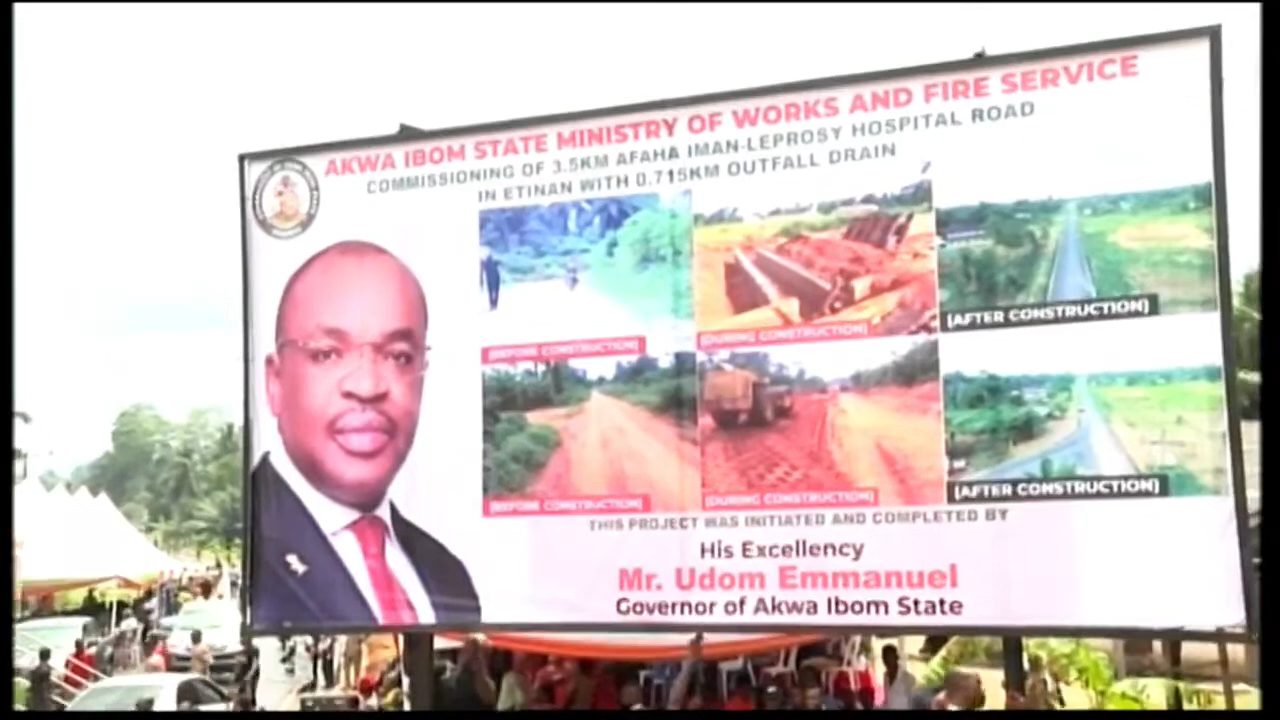 AKWA IBOM STATE MINISTRY OF WORKS AND FIRE SERVICE
COMMISSIONING OF 3.5KM AFAHA IMAN-LEPROSY HOSPITAL ROAD
IN ETINAN WITH 0.715KM OUTFALL DRAIN
[BEFORE CONSTRUCTION]
[DURING CONSTRUCTION]
[AFTER CONSTRUCTION]
[BEFORE CONSTRUCTION]
[DURING CONSTRUCTION]
[AFTER CONSTRUCTION]
THIS PROJECT WAS INITIATED AND COMPLETED BY
His Excellency
Mr. Udom Emmanuel
Governor of Akwa Ibom State